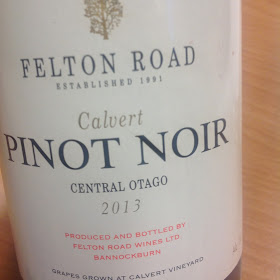 FELTON ROAD
ESTABLISHED 1991
Calvert
PINOT NOIR
CENTRAL OTAGO
2013
PRODUCED AND BOTTLED BY
FELTON ROAD WINES LTD.
BANNOCKBURN
GRAPES GROWN AT CALVERT VINEYARD